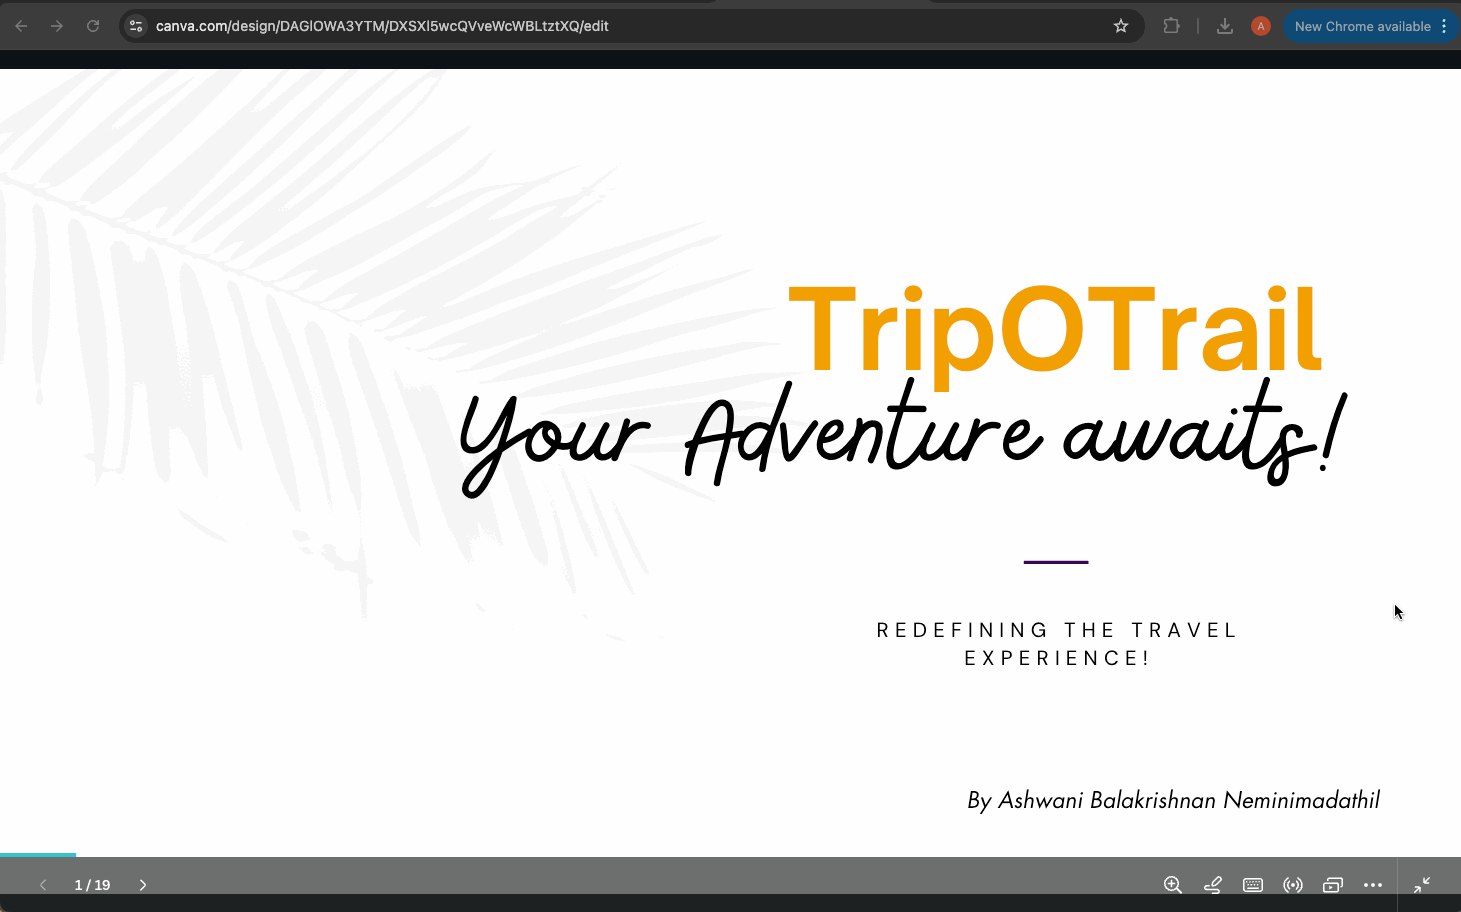 canva.com/design/DAGlOWA3YTM/DXSXl5wcQVveWcWBLtztXQ/edit
A
New Chrome available
TripOTrail
Your Adventure awaits!
REDEFINING THE TRAVEL
EXPERIENCE!
By Ashwani Balakrishnan Neminimadathil
1 / 19